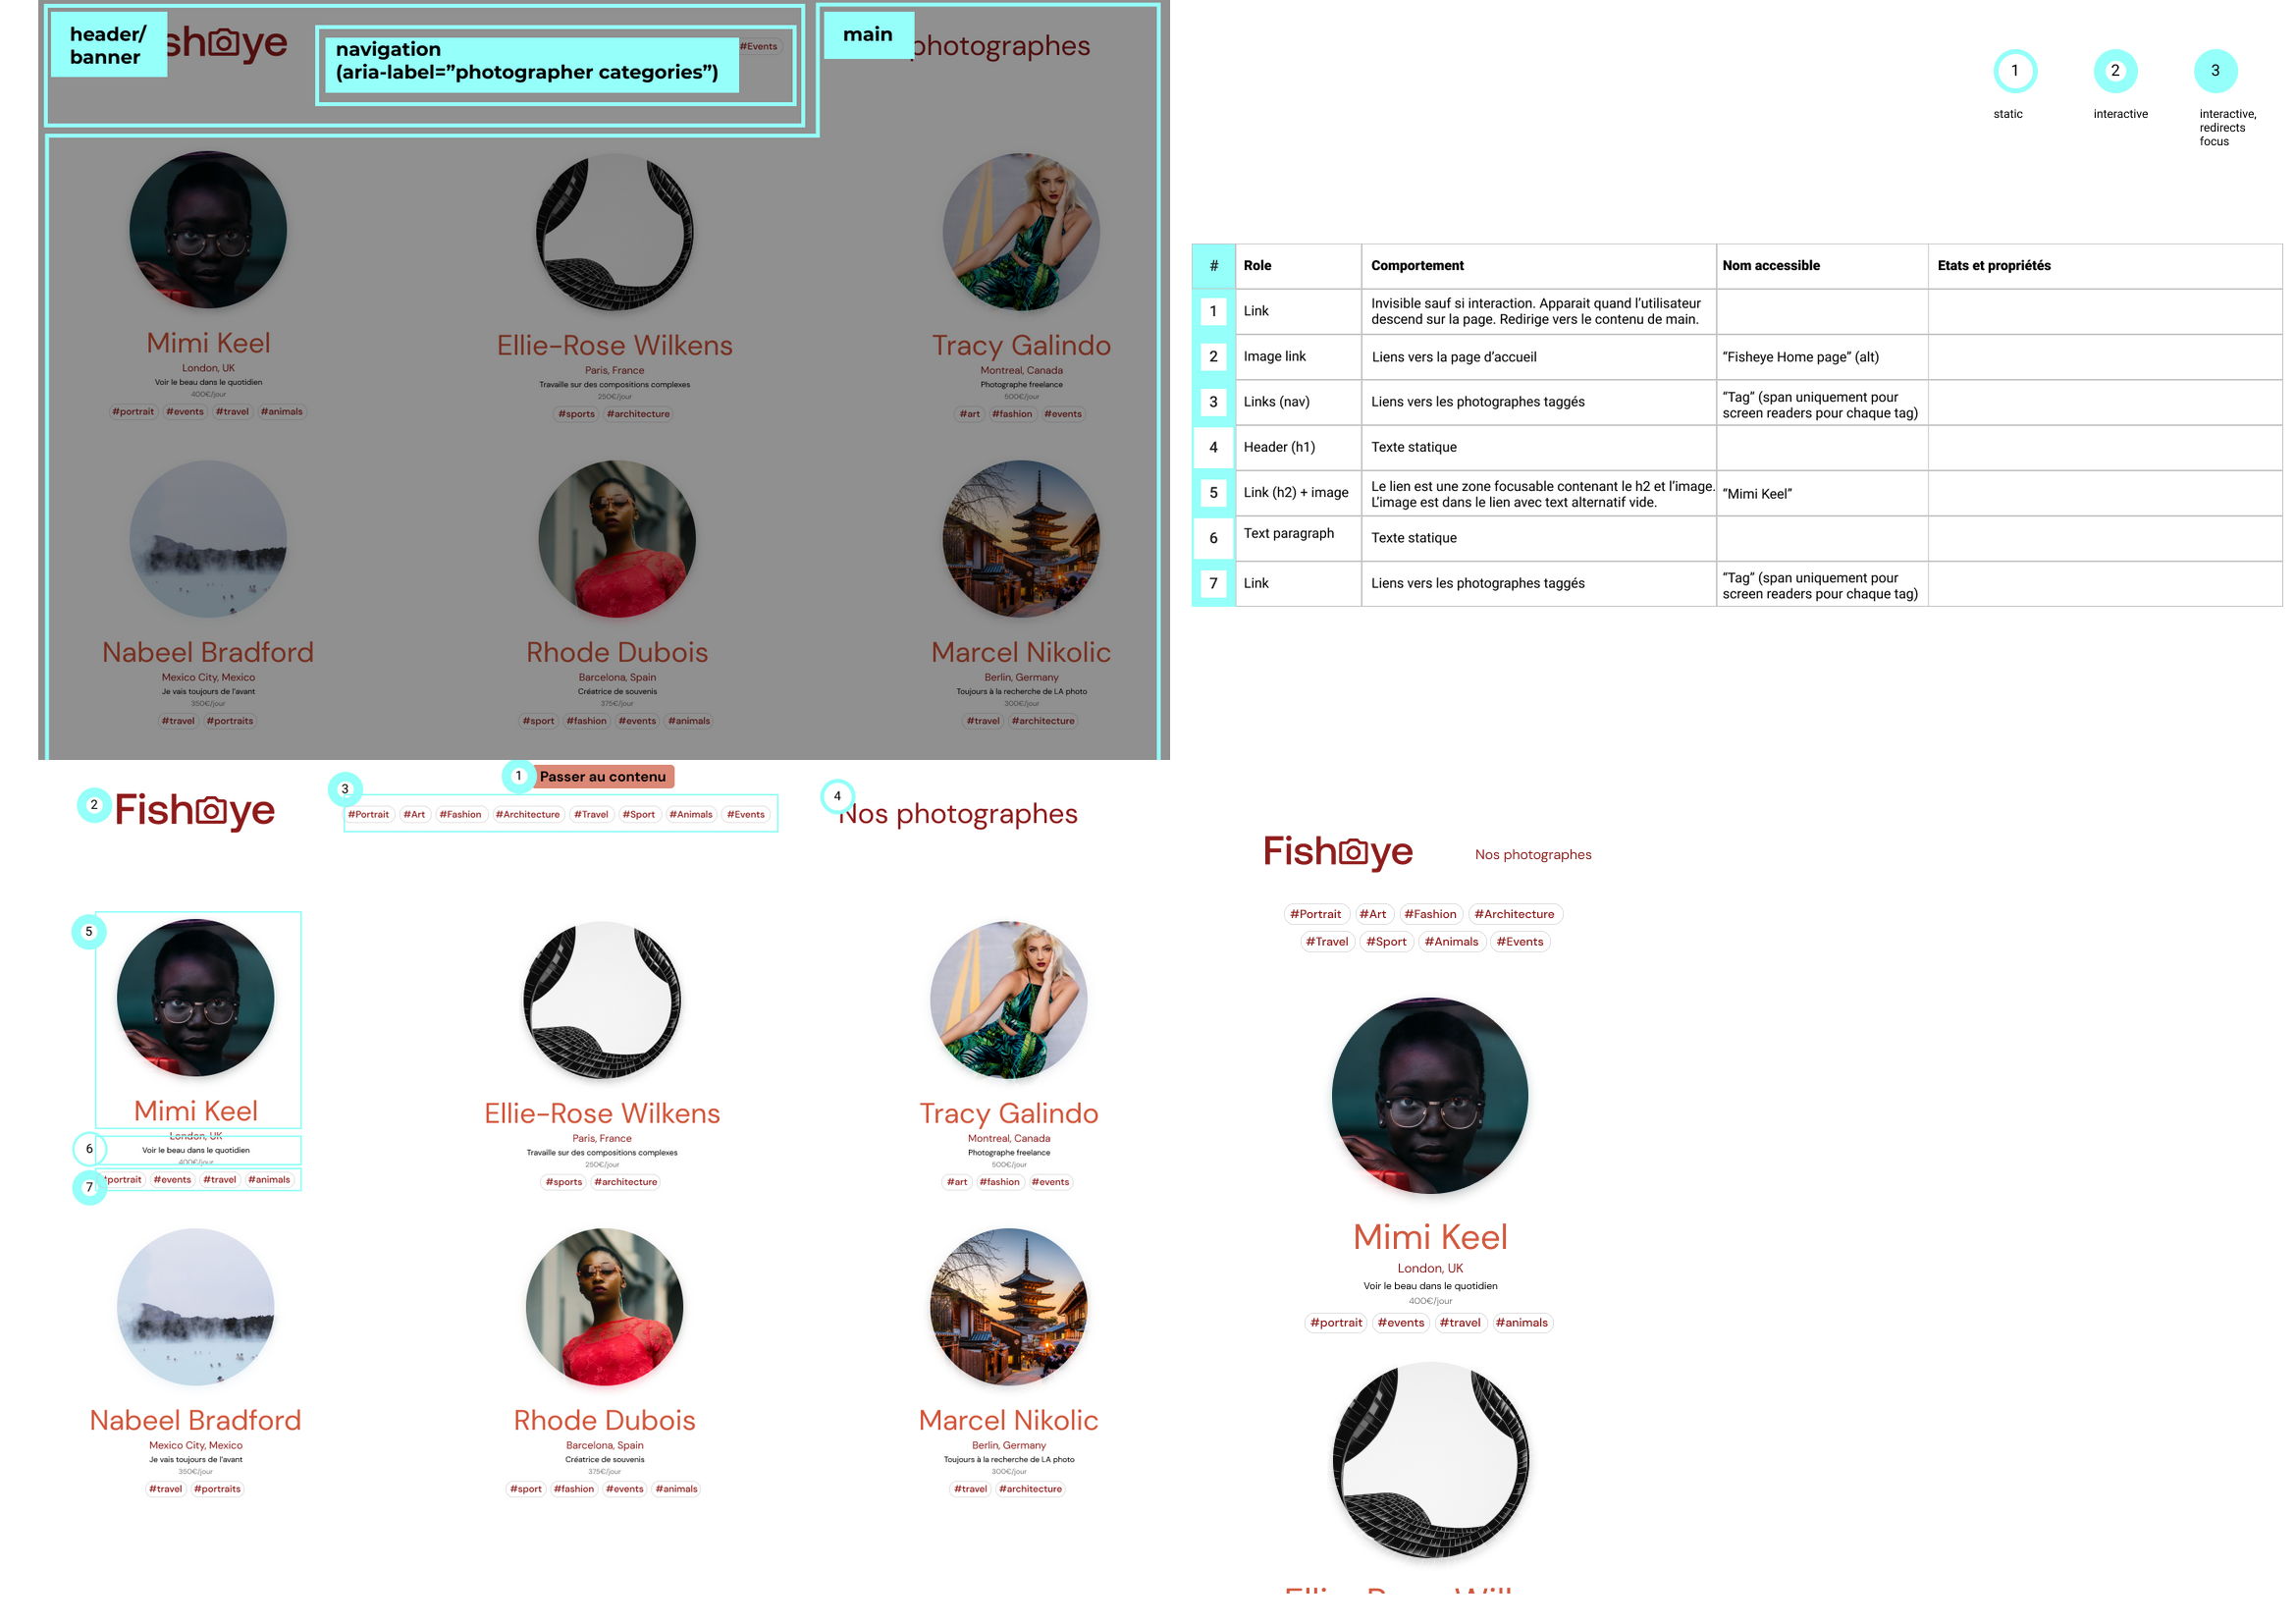 header/
banner
shye
navigation
(aria-label=”photographer categories”)
#Events
main
photographes
Mimi Keel
London, UK
Voir le beau dans le quotidien
400€/jour
#portrait #events #travel #animals
Ellie-Rose Wilkens
Paris, France
Travaille sur des compositions complexes
250€/jour
#sports #architecture
Tracy Galindo
Montreal, Canada
Photographe freelance
500€/jour
#art #fashion #events
Nabeel Bradford
Mexico City, Mexico
Je vais toujours de l'avant
350€/jour
#travel #portraits
Rhode Dubois
Barcelona, Spain
Créatrice de souvenis
375€/jour
#sport #fashion #events #animals
Marcel Nikolic
Berlin, Germany
Toujours à la recherche de LA photo
300€/jour
#travel #architecture
1 2 3
static
interactive
interactive,
redirects
focus
# Role Comportement Nom accessible Etats et propriétés
1 Link Invisible sauf si interaction. Apparait quand l’utilisateur
descend sur la page. Redirige vers le contenu de main.
2 Image link Liens vers la page d’accueil “Fisheye Home page” (alt)
3 Links (nav) Liens vers les photographes taggés “Tag” (span uniquement pour
screen readers pour chaque tag)
4 Header (h1) Texte statique
5 Link (h2) + image Le lien est une zone focusable contenant le h2 et l’image.
L’image est dans le lien avec text alternatif vide.
“Mimi Keel”
6 Text paragraph Texte statique
7 Link Liens vers les photographes taggés “Tag” (span uniquement pour
screen readers pour chaque tag)
1 Passer au contenu
2 Fishye
3
#Portrait #Art #Fashion #Architecture #Travel #Sport #Animals #Events
4
Nos photographes
5
Mimi Keel
London, UK
6
Voir le beau dans le quotidien
400€/jour
7
#portrait #events #travel #animals
Ellie-Rose Wilkens
Paris, France
Travaille sur des compositions complexes
250€/jour
#sports #architecture
Tracy Galindo
Montreal, Canada
Photographe freelance
500€/jour
#art #fashion #events
Nabeel Bradford
Mexico City, Mexico
Je vais toujours de l'avant
350€/jour
#travel #portraits
Rhode Dubois
Barcelona, Spain
Créatrice de souvenis
375€/jour
#sport #fashion #events #animals
Marcel Nikolic
Berlin, Germany
Toujours à la recherche de LA photo
300€/jour
#travel #architecture
Fishye
Nos photographes
#Portrait #Art #Fashion #Architecture
#Travel #Sport #Animals #Events
Mimi Keel
London, UK
Voir le beau dans le quotidien
400€/jour
#portrait #events #travel #animals